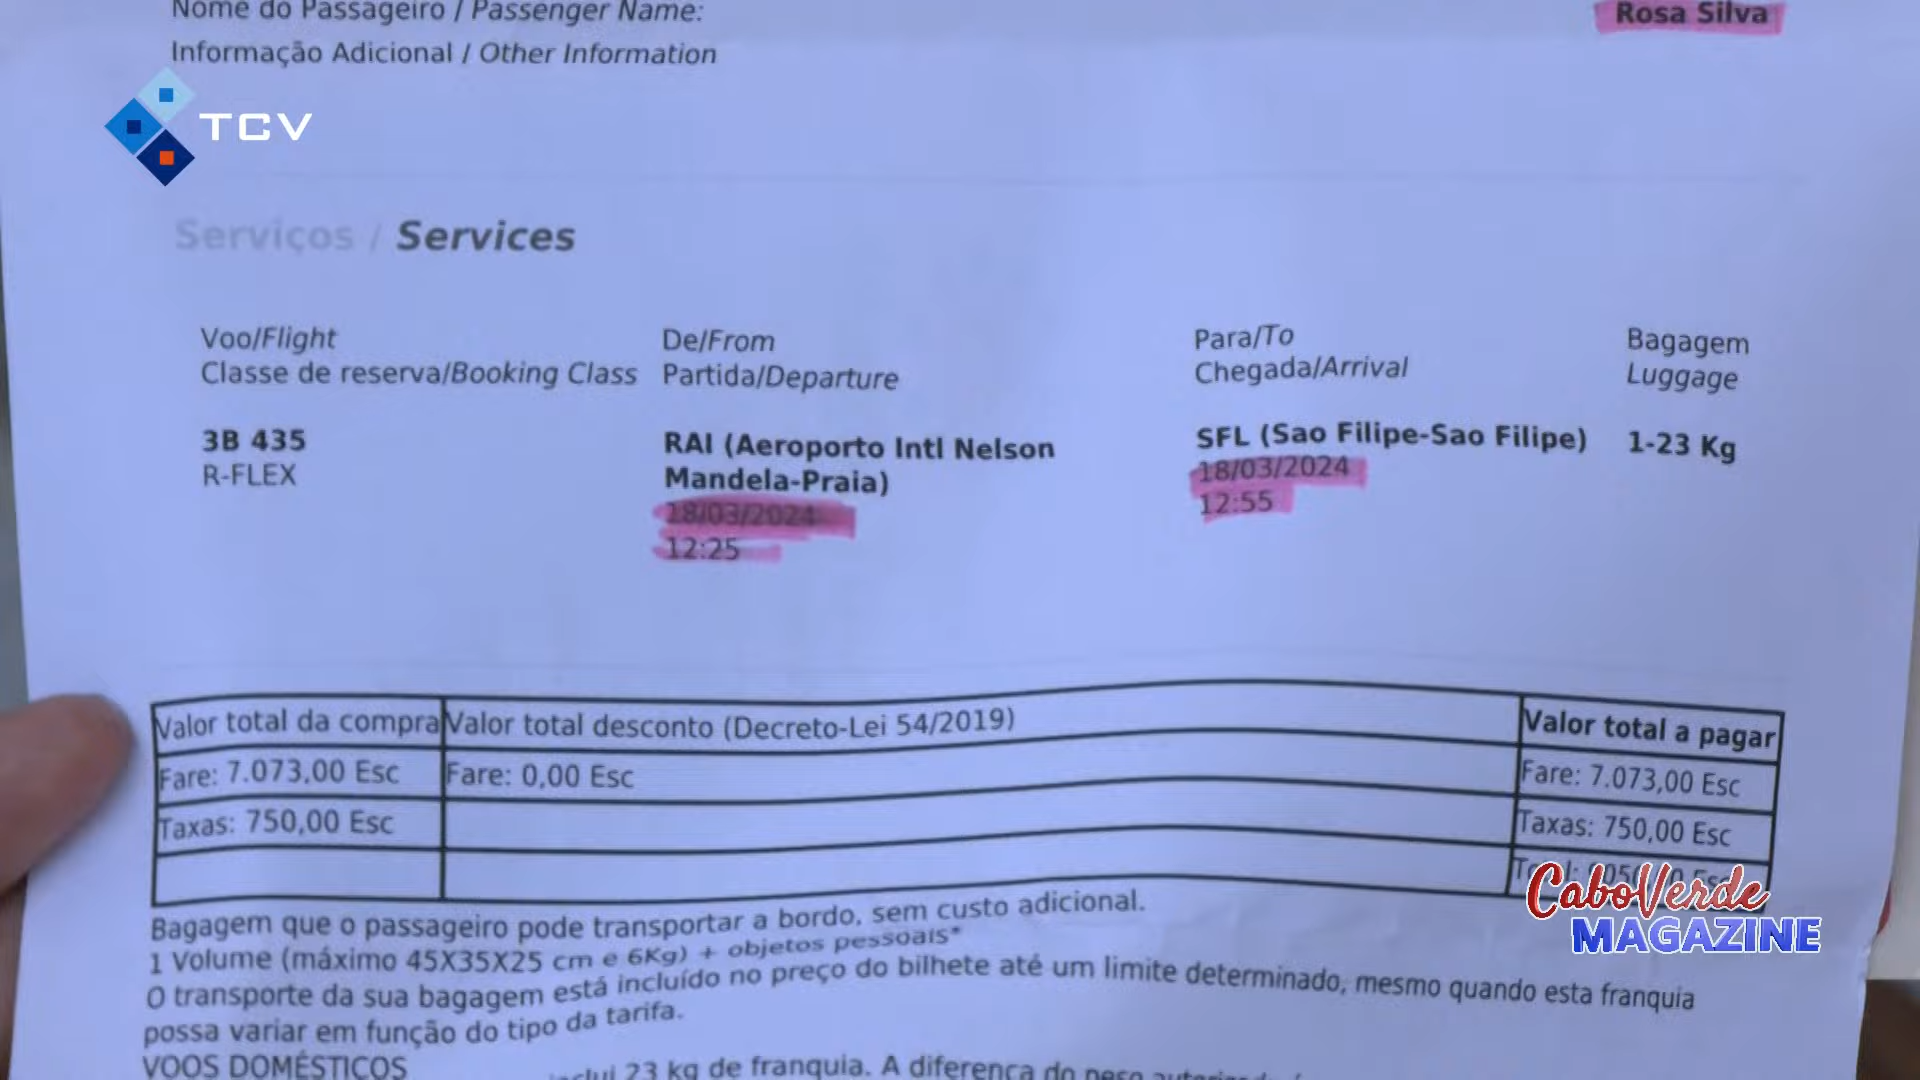 Nome do Passageiro / Passenger Name: Rosa Silva
Informação Adicional / Other Information
TCV
Serviços / Services
Voo/Flight De/From Para/To Bagagem
Classe de reserva/Booking Class Partida/Departure Chegada/Arrival Luggage
3B 435 RAI (Aeroporto Intl Nelson SFL (Sao Filipe-Sao Filipe) 1-23 Kg
R-FLEX Mandela-Praia) 18/03/2024
18/03/2024 12:55
12:25
Valor total da compra Valor total desconto (Decreto-Lei 54/2019) Valor total a pagar
Fare: 7.073,00 Esc Fare: 0,00 Esc Fare: 7.073,00 Esc
Taxas: 750,00 Esc Taxas: 750,00 Esc
CaboVerde
MAGAZINE
Bagagem que o passageiro pode transportar a bordo, sem custo adicional.
1 Volume (máximo 45X35X25 cm e 6Kg) + objetos pessoais*
O transporte da sua bagagem está incluído no preço do bilhete até um limite determinado, mesmo quando esta franquia
possa variar em função do tipo da tarifa.
VOOS DOMÉSTICOS 23 kg de franquia. A diferença do peso